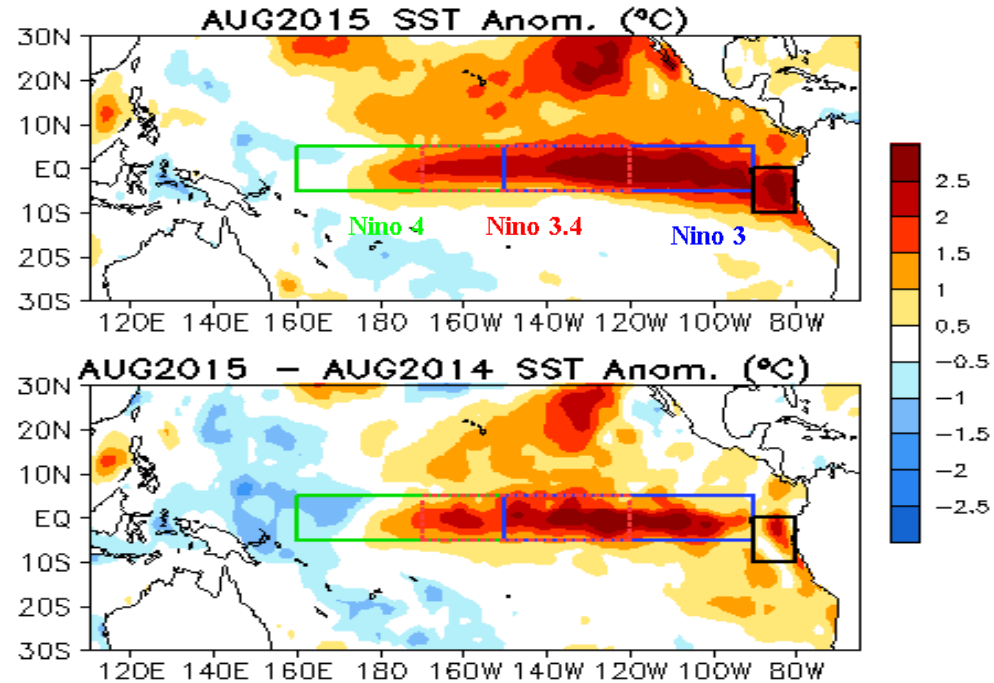 AUG2015 SST Anom. (ºC)
30N
20N
10N
EQ
10S
20S
30S
Nino 4
Nino 3.4
Nino 3
120E 140E 160E 180 160W 140W 120W 100W 80W
2.5
2
1.5
1
0.5
-0.5
-1
-1.5
-2
-2.5
AUG2015 - AUG2014 SST Anom. (ºC)
30N
20N
10N
EQ
10S
20S
30S
120E 140E 160E 180 160W 140W 120W 100W 80W